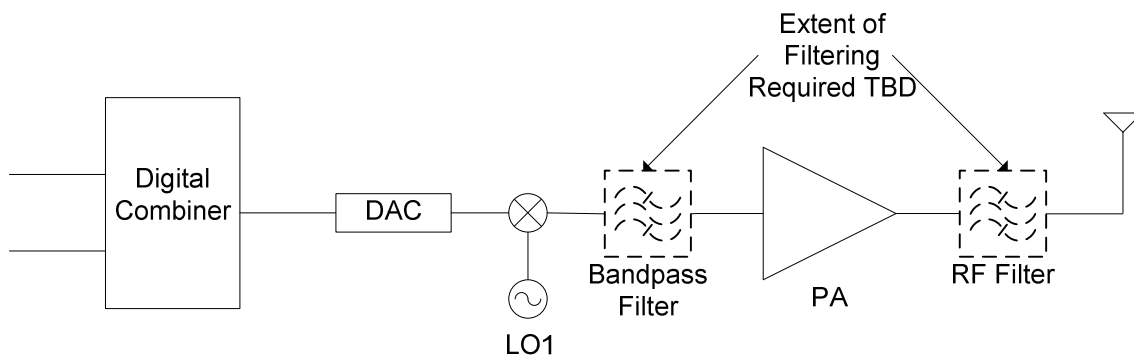 Extent of
Filtering
Required TBD
Digital
Combiner
DAC
Bandpass
Filter
PA
RF Filter
LO1